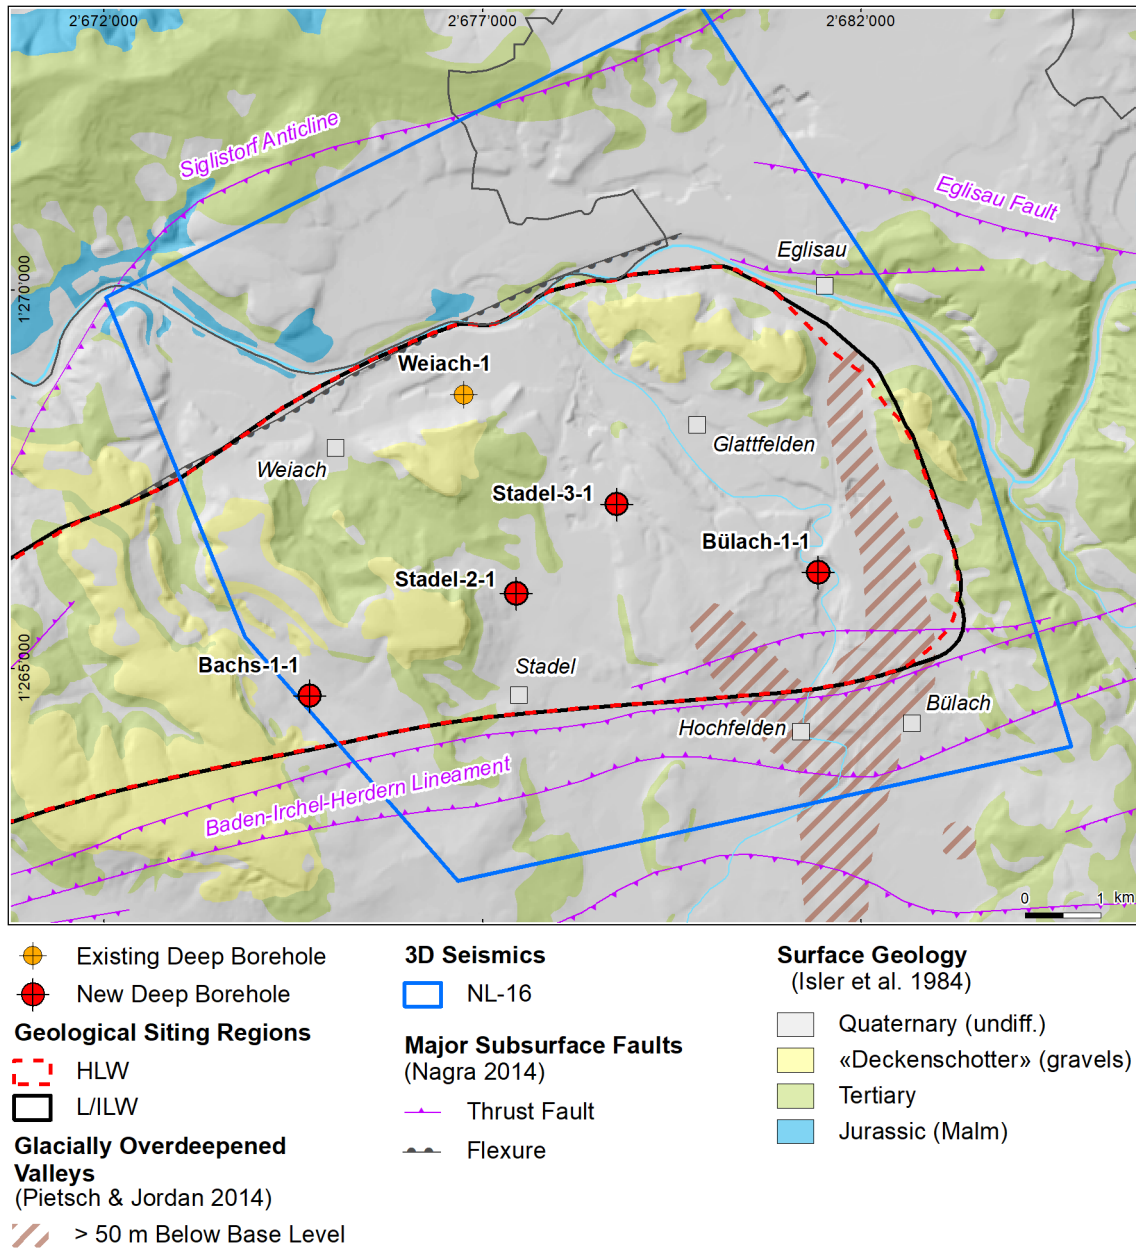 2'672'000
2'677'000
2'682'000
Siglistorf Anticline
Eglisau Fault
Eglisau
1'270'000
Weiach-1
Glattfelden
Weiach
Stadel-3-1
Bülach-1-1
Stadel-2-1
1'265'000
Bachs-1-1
Stadel
Bülach
Hochfelden
Baden-Irchel-Herdern Lineament
0 1 km
Existing Deep Borehole
New Deep Borehole
Geological Siting Regions
HLW
L/ILW
Glacially Overdeepened
Valleys
(Pietsch & Jordan 2014)
> 50 m Below Base Level
3D Seismics
NL-16
Major Subsurface Faults
(Nagra 2014)
Thrust Fault
Flexure
Surface Geology
(Isler et al. 1984)
Quaternary (undiff.)
«Deckenschotter» (gravels)
Tertiary
Jurassic (Malm)